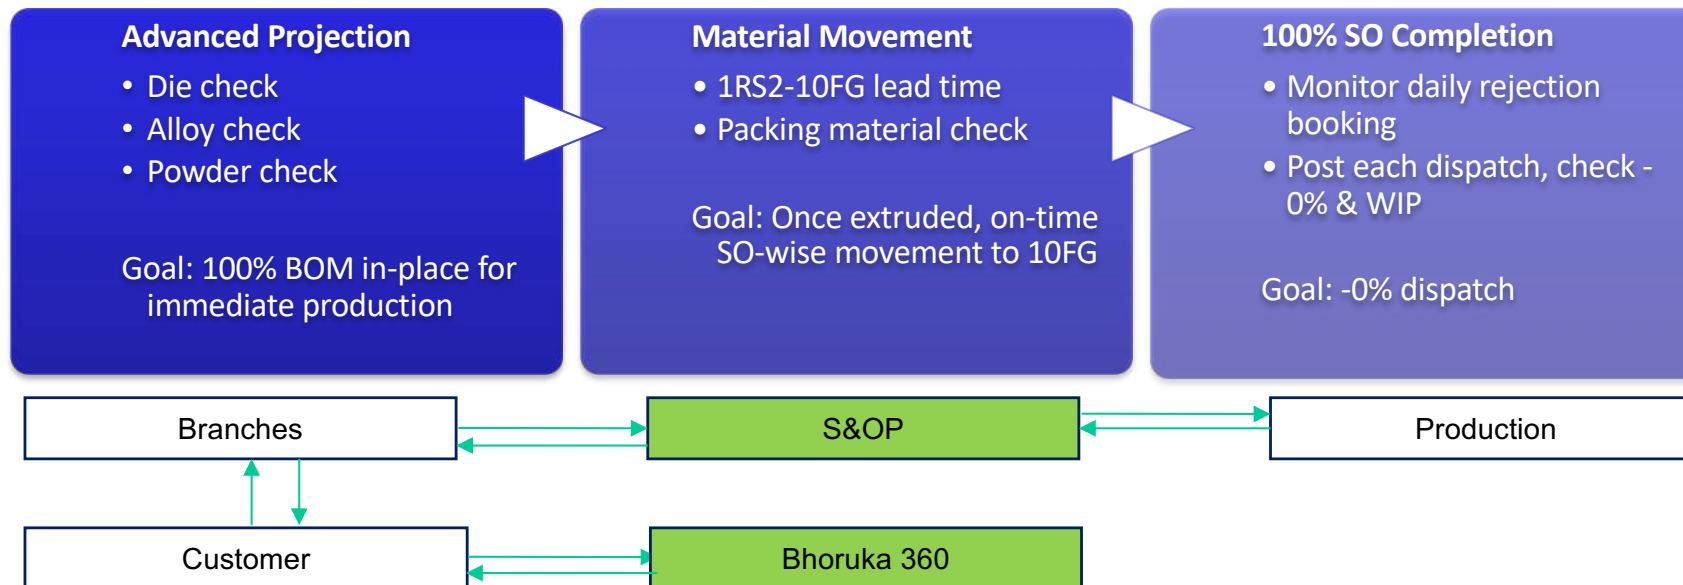 Advanced Projection
• Die check
• Alloy check
• Powder check
Goal: 100% BOM in-place for
immediate production
Material Movement
• 1RS2-10FG lead time
• Packing material check
Goal: Once extruded, on-time
SO-wise movement to 10FG
100% SO Completion
• Monitor daily rejection
booking
• Post each dispatch, check -
0% & WIP
Goal: -0% dispatch
Branches
S&OP
Production
Customer
Bhoruka 360